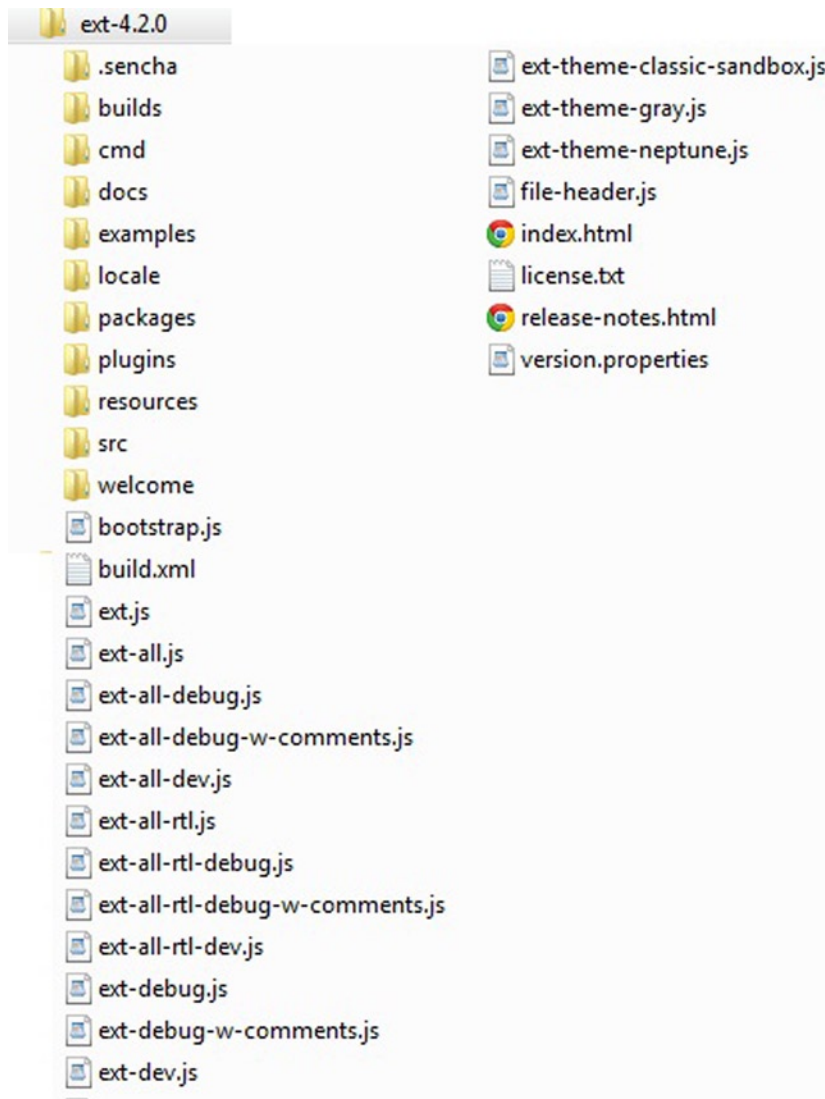 ext-4.2.0
.sencha
builds
cmd
docs
examples
locale
packages
plugins
resources
src
welcome
bootstrap.js
build.xml
ext.js
ext-all.js
ext-all-debug.js
ext-all-debug-w-comments.js
ext-all-dev.js
ext-all-rtl.js
ext-all-rtl-debug.js
ext-all-rtl-debug-w-comments.js
ext-all-rtl-dev.js
ext-debug.js
ext-debug-w-comments.js
ext-dev.js
ext-theme-classic-sandbox.js
ext-theme-gray.js
ext-theme-neptune.js
file-header.js
index.html
license.txt
release-notes.html
version.properties